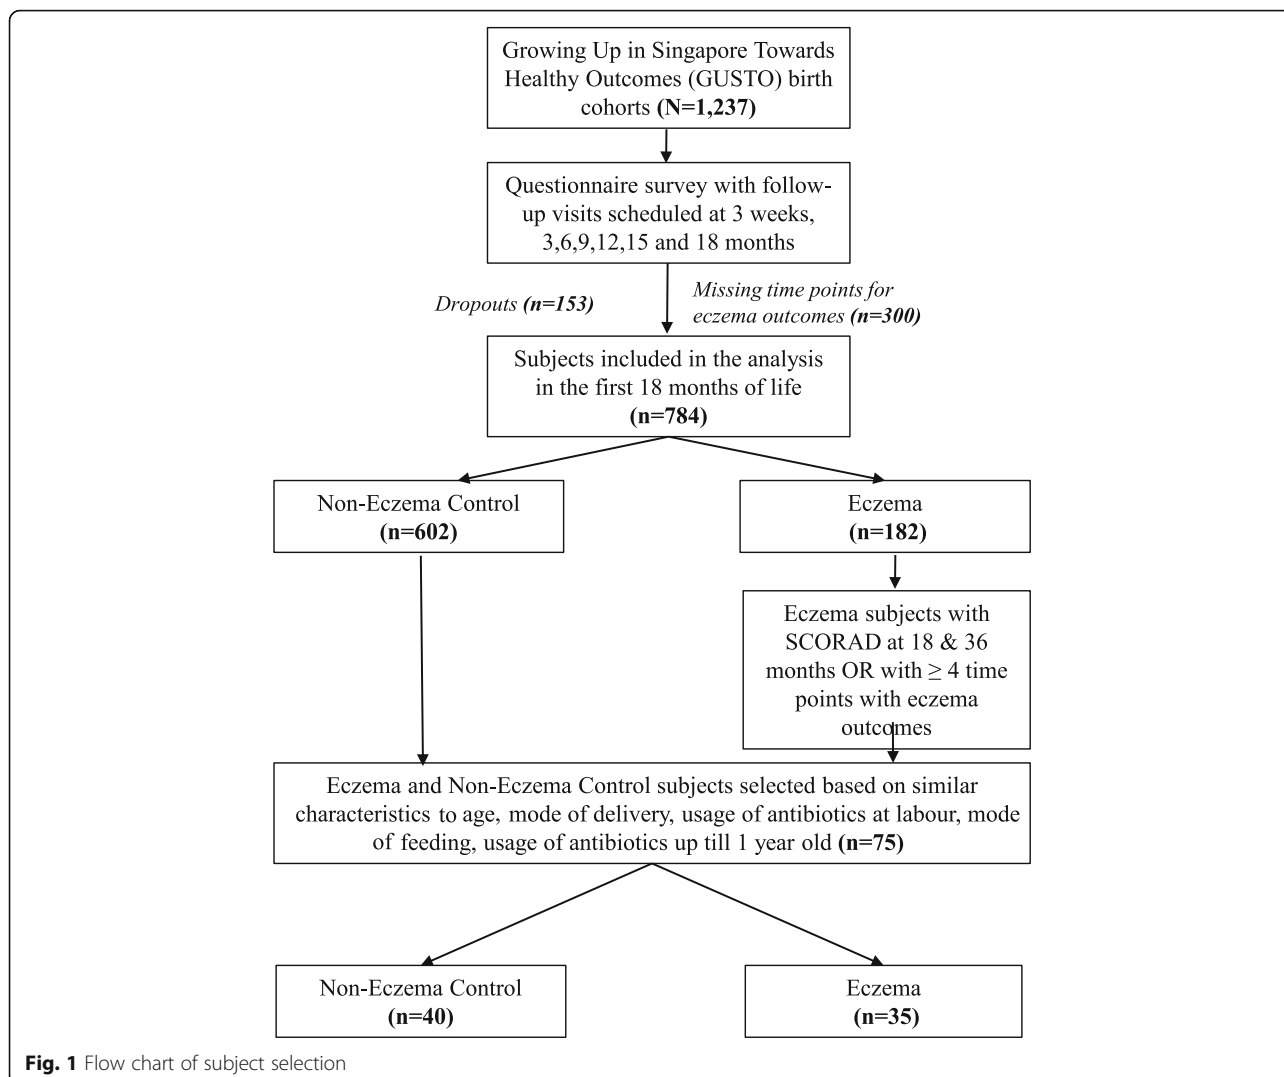 Growing Up in Singapore Towards
Healthy Outcomes (GUSTO) birth
cohorts (N=1,237)
Questionnaire survey with follow-
up visits scheduled at 3 weeks,
3,6,9,12,15 and 18 months
Dropouts (n=153)
Missing time points for
eczema outcomes (n=300)
Subjects included in the analysis
in the first 18 months of life
(n=784)
Non-Eczema Control
(n=602)
Eczema
(n=182)
Eczema subjects with
SCORAD at 18 & 36
months OR with ≥ 4 time
points with eczema
outcomes
Eczema and Non-Eczema Control subjects selected based on similar
characteristics to age, mode of delivery, usage of antibiotics at labour, mode
of feeding, usage of antibiotics up till 1 year old (n=75)
Non-Eczema Control
(n=40)
Eczema
(n=35)
Fig. 1 Flow chart of subject selection